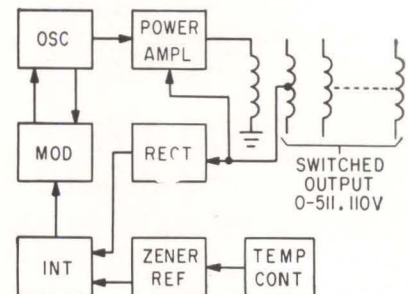 OSC
POWER
AMPL
MOD
RECT
SWITCHED
OUTPUT
0-511.110V
INT
ZENER
REF
TEMP
CONT